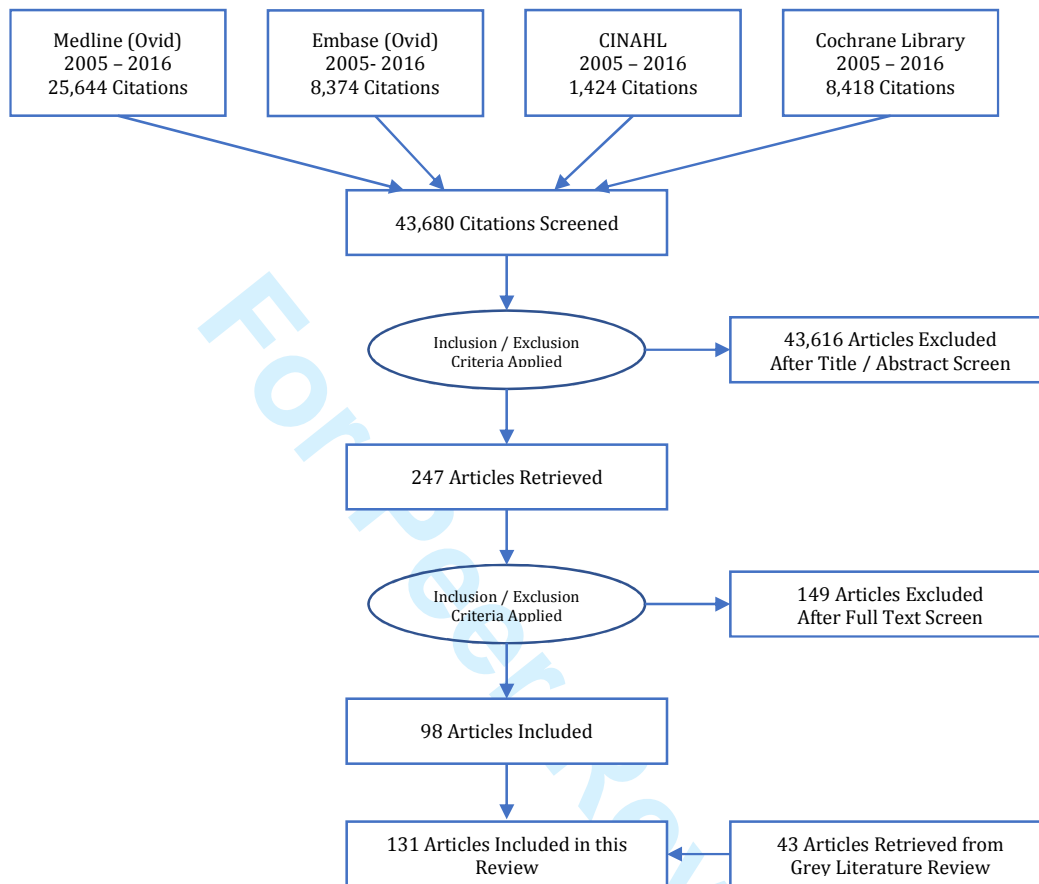 Medline (Ovid)
2005 – 2016
25,644 Citations
Embase (Ovid)
2005- 2016
8,374 Citations
CINAHL
2005 – 2016
1,424 Citations
Cochrane Library
2005 – 2016
8,418 Citations
43,680 Citations Screened
Inclusion / Exclusion
Criteria Applied
43,616 Articles Excluded
After Title / Abstract Screen
247 Articles Retrieved
Inclusion / Exclusion
Criteria Applied
149 Articles Excluded
After Full Text Screen
98 Articles Included
131 Articles Included in this
Review
43 Articles Retrieved from
Grey Literature Review
For Peer Rev